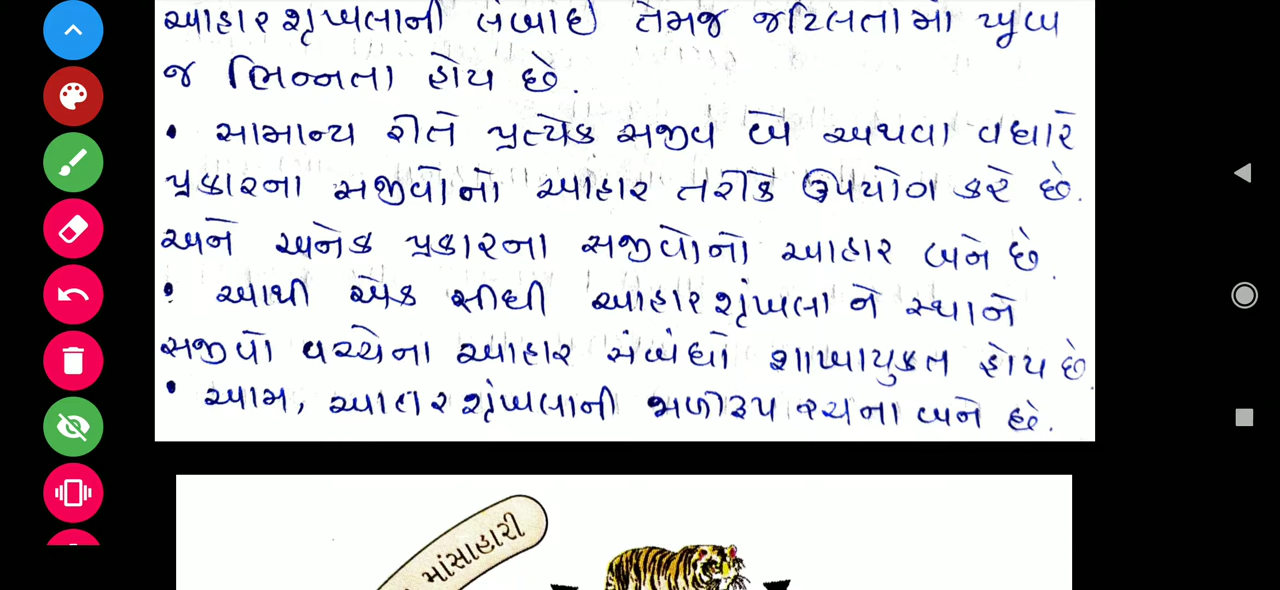 આહારશૃંખલાની લંબાઈ તેમજ જટિલતામાં ખુબ
જ ભિન્નતા હોય છે.
• સામાન્ય રીતે પ્રત્યેક સજીવ બે અથવા વધારે
પ્રકારના સજીવોનો આહાર તરીકે ઉપયોગ કરે છે.
અને અનેક પ્રકારના સજીવોનો આહાર બને છે.
• આથી એક સીધી આહારશૃંખલાને સ્થાને
સજીવો વચ્ચેના આહાર સંબંધો શાખાયુક્ત હોય છે.
• આમ, આહારશૃંખલાની જાળીરૂપ રચના બને છે.
માંસાહારી